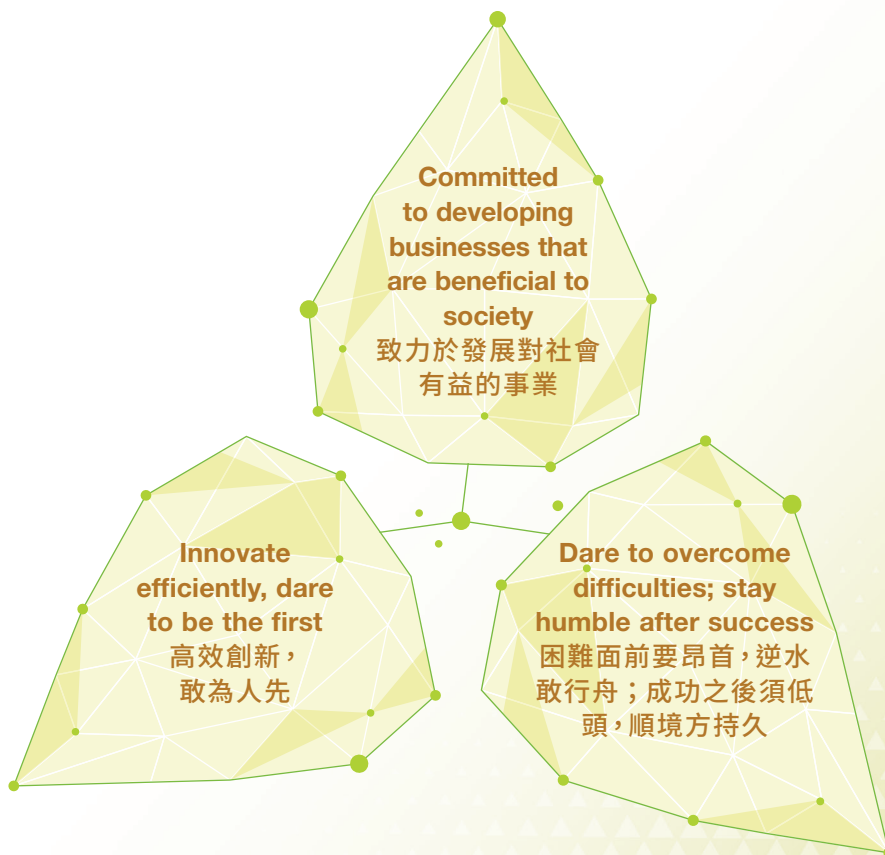 Committed
to developing
businesses that
are beneficial to
society
致力於發展對社會
有益的事業
Innovate
efficiently, dare
to be the first
高效創新，
敢為人先
Dare to overcome
difficulties; stay
humble after success
困難面前要昂首，逆水
敢行舟；成功之後須低
頭，順境方持久